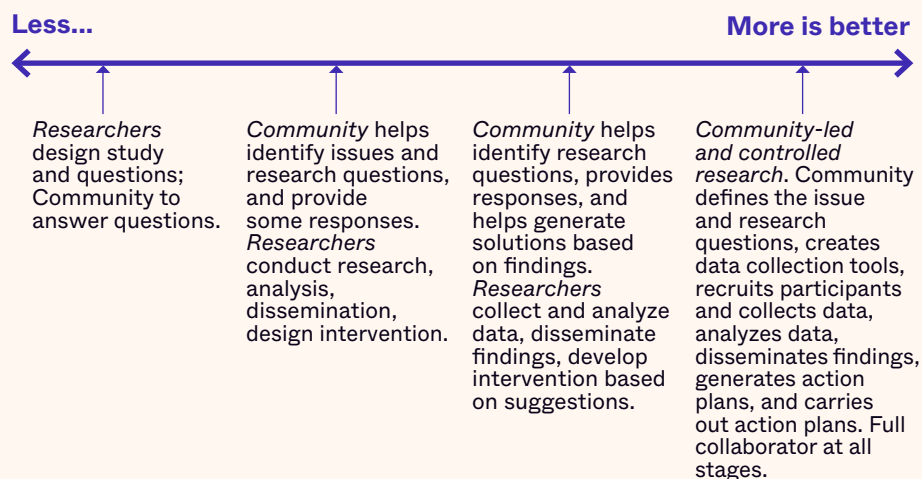 Less...
More is better
Researchers
design study
and questions;
Community to
answer questions.
Community helps
identify issues and
research questions,
and provide
some responses.
Researchers
conduct research,
analysis,
dissemination,
design intervention.
Community helps
identify research
questions, provides
responses, and
helps generate
solutions based
on findings.
Researchers
collect and analyze
data, disseminate
findings, develop
intervention based
on suggestions.
Community-led
and controlled
research. Community
defines the issue
and research
questions, creates
data collection tools,
recruits participants
and collects data,
analyzes data,
disseminates findings,
generates action
plans, and carries
out action plans. Full
collaborator at all
stages.